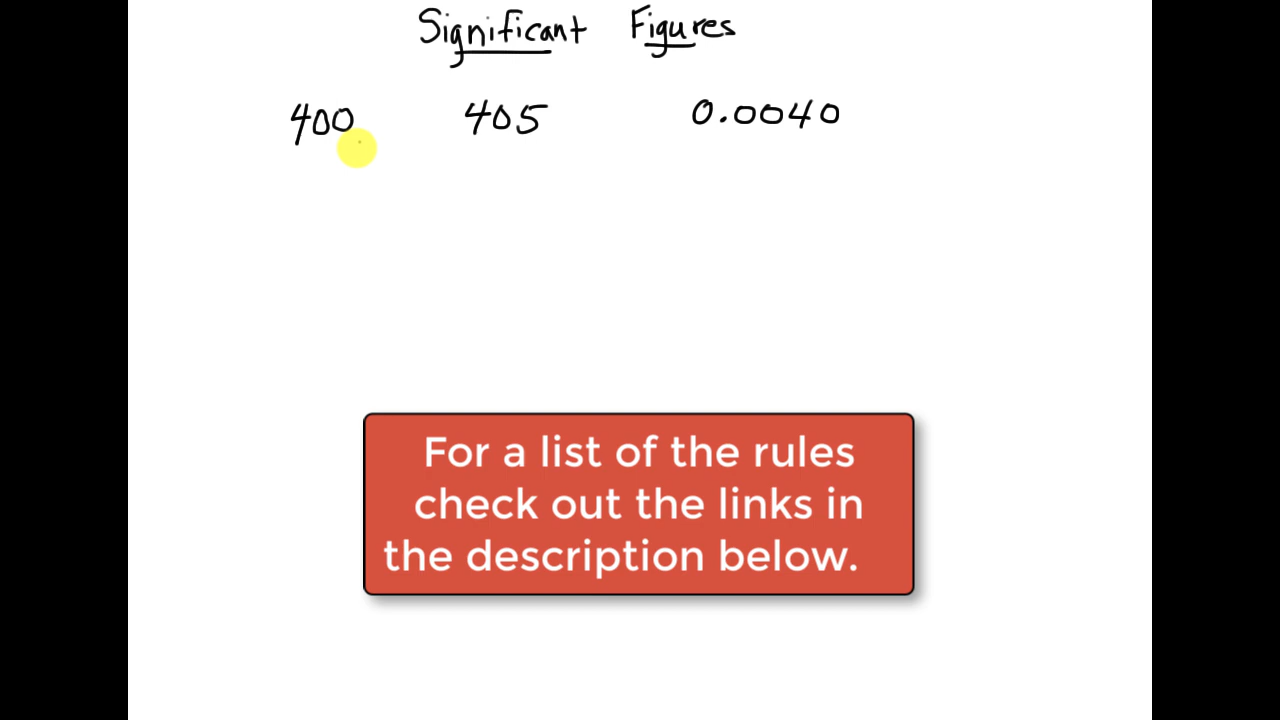 Significant Figures
400 405 0.0040
For a list of the rules
check out the links in
the description below.